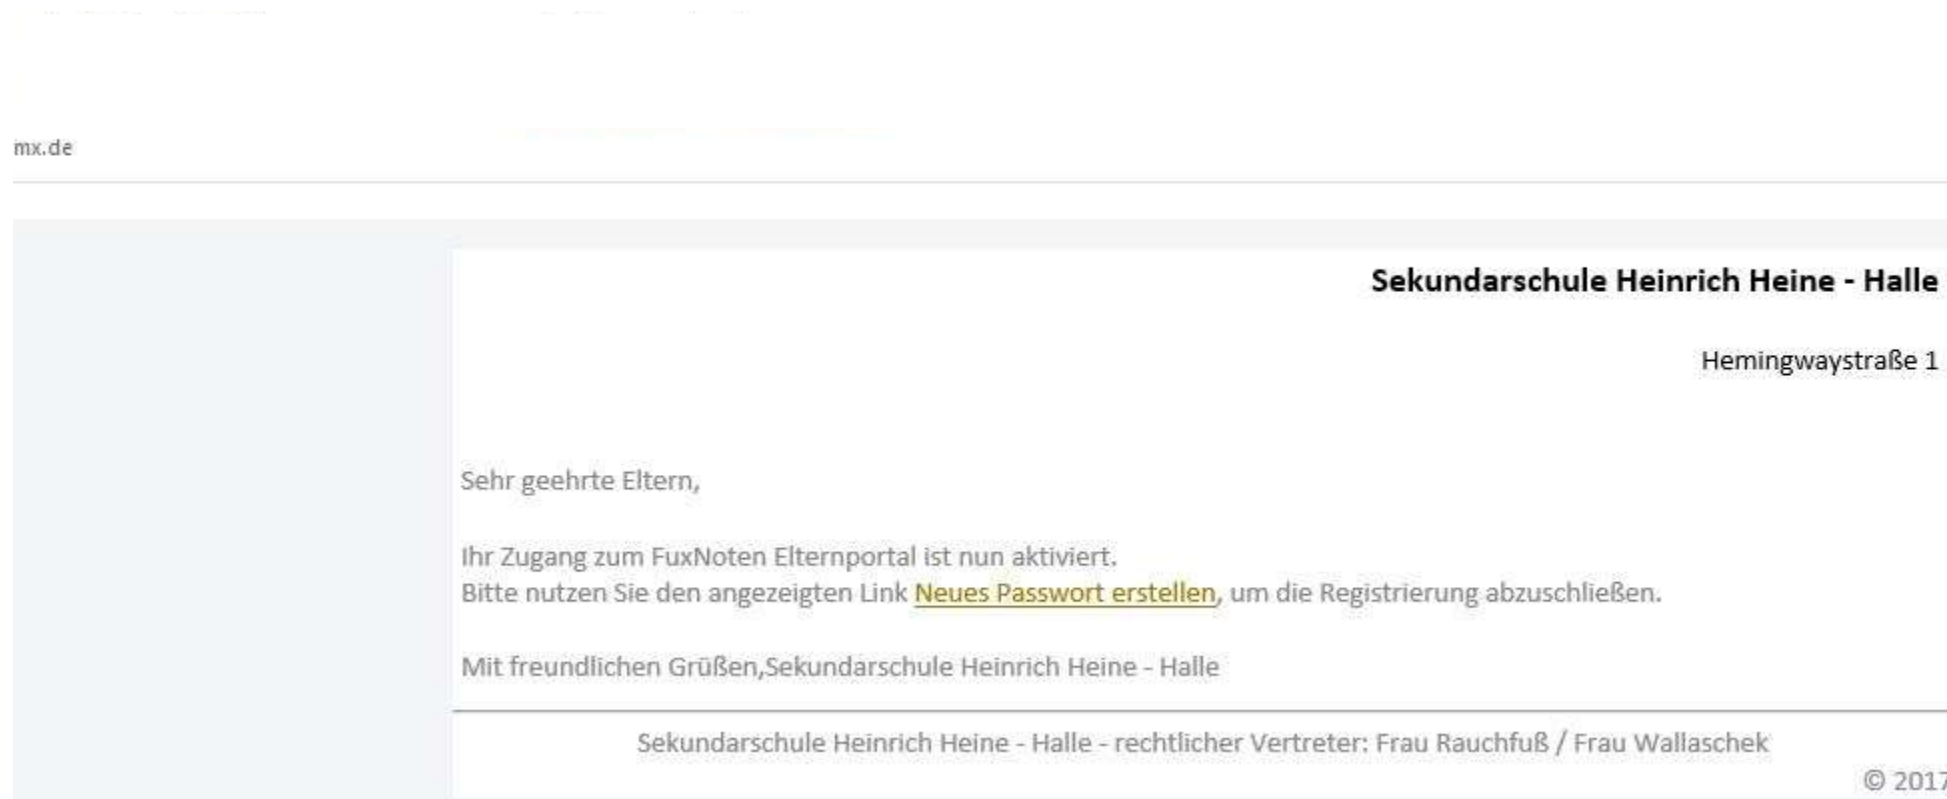 mx.de
Sekundarschule Heinrich Heine - Halle
Hemingwaystraße 1
Sehr geehrte Eltern,
Ihr Zugang zum FuxNoten Elternportal ist nun aktiviert.
Bitte nutzen Sie den angezeigten Link Neues Passwort erstellen, um die Registrierung abzuschließen.
Mit freundlichen Grüßen,Sekundarschule Heinrich Heine - Halle
Sekundarschule Heinrich Heine - Halle - rechtlicher Vertreter: Frau Rauchfuß / Frau Wallaschek
© 2017